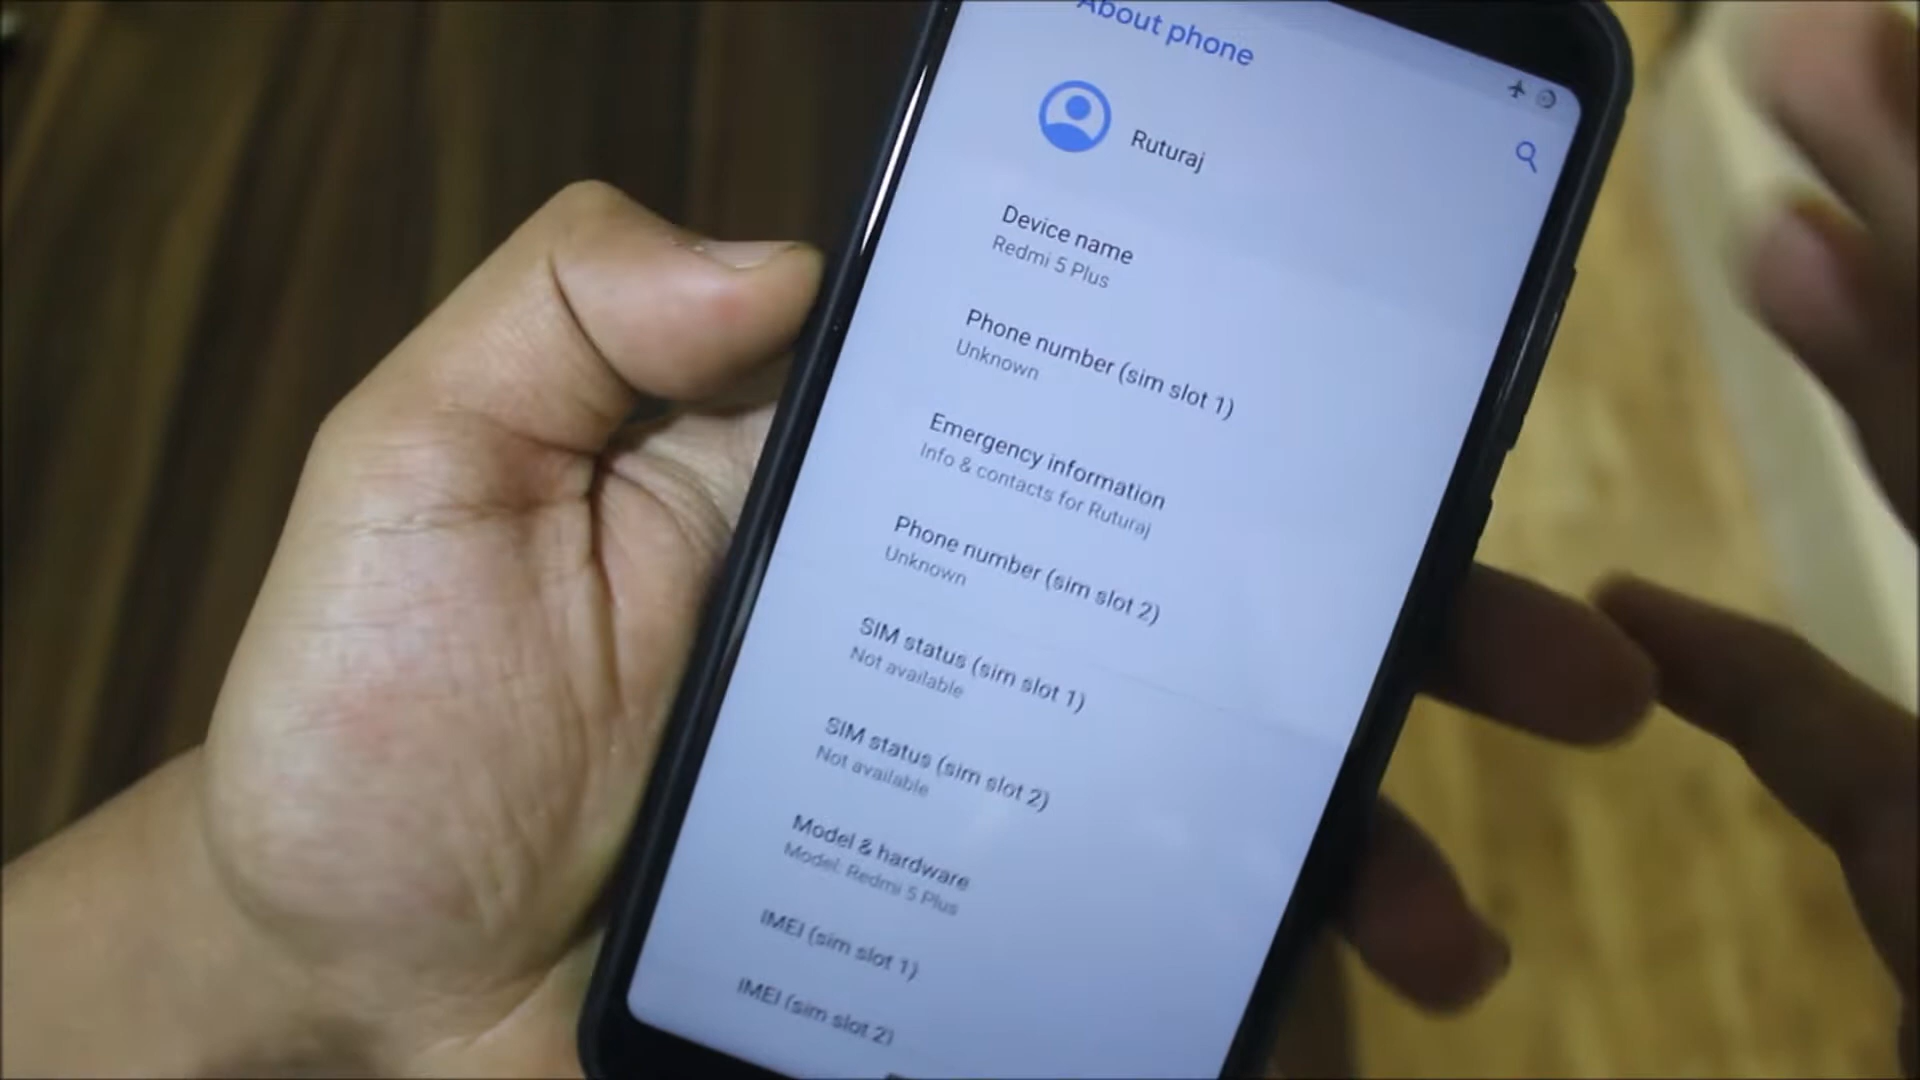 About phone
Ruturaj
Device name
Redmi 5 Plus
Phone number (sim slot 1)
Unknown
Emergency information
Info & contacts for Ruturaj
Phone number (sim slot 2)
Unknown
SIM status (sim slot 1)
Not available
SIM status (sim slot 2)
Not available
Model & hardware
Model: Redmi 5 Plus
IMEI (sim slot 1)
IMEI (sim slot 2)